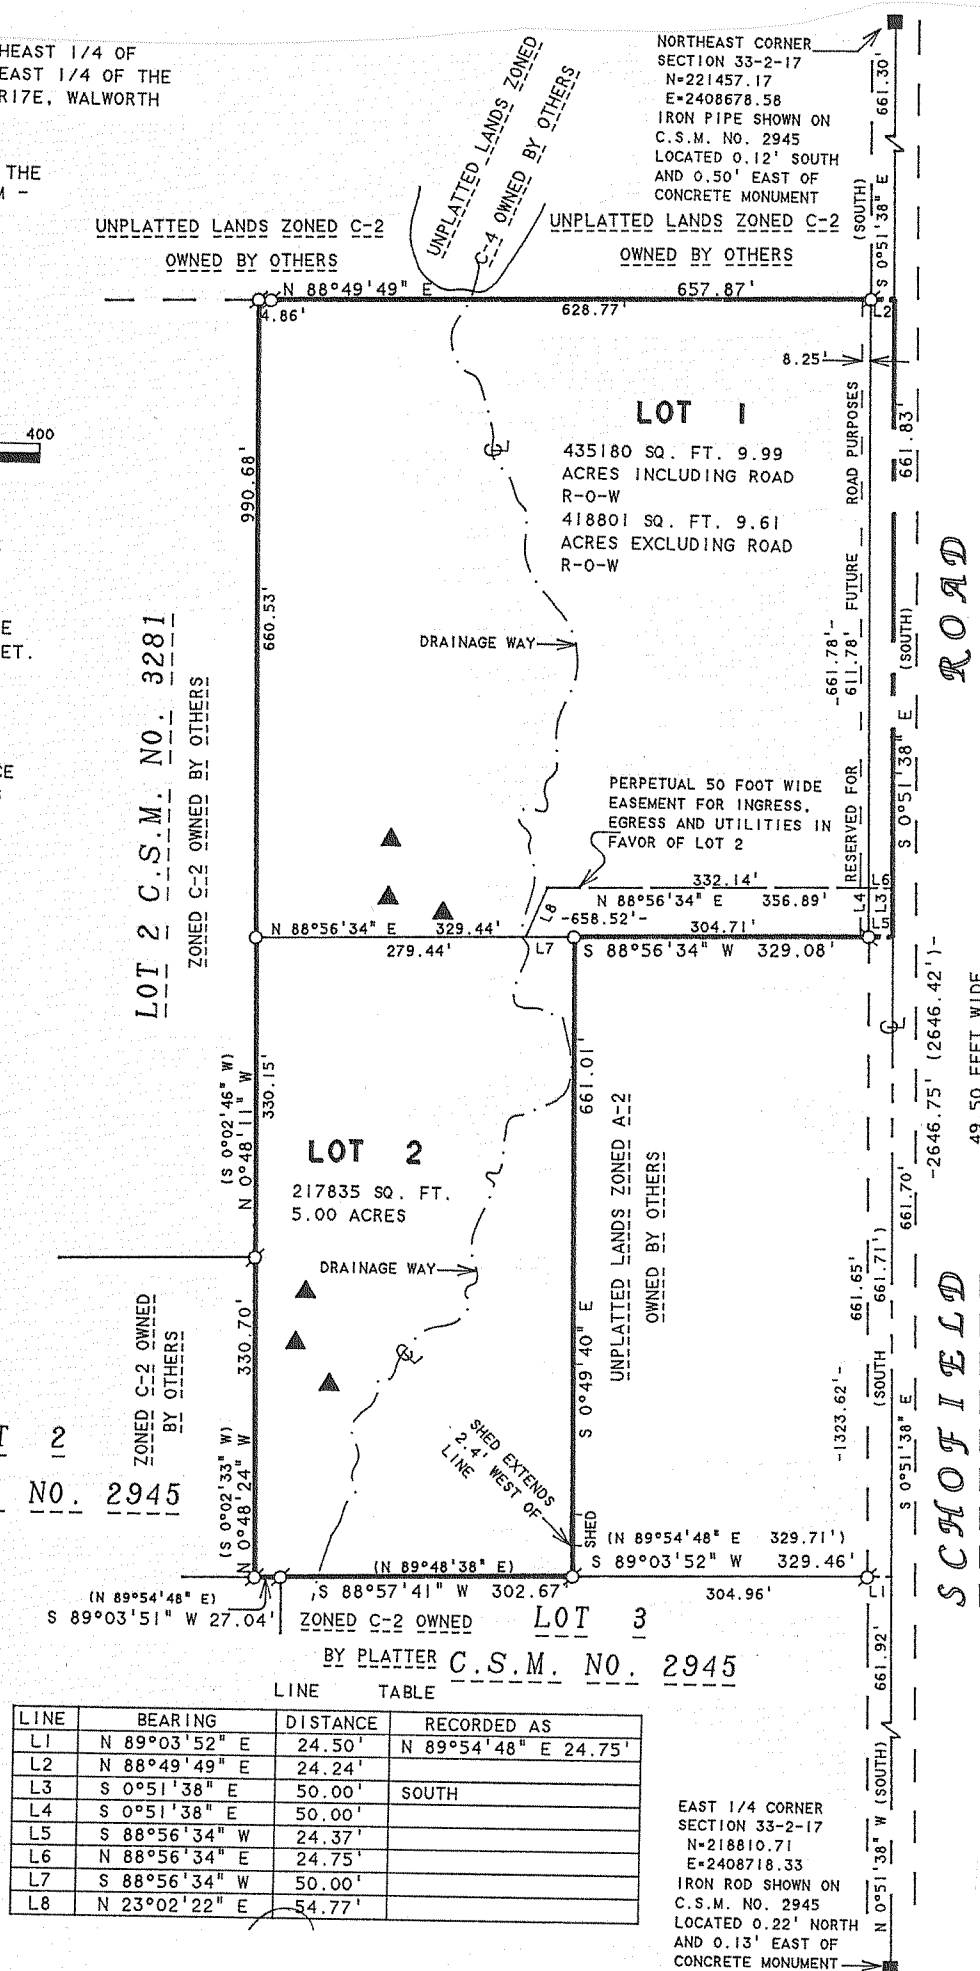 HEAST 1/4 OF
EAST 1/4 OF THE
R17E, WALWORTH
THE
M -
NORTHEAST CORNER
SECTION 33-2-17
N=221457.17
E=2408678.58
IRON PIPE SHOWN ON
C.S.M. NO. 2945
LOCATED 0.12' SOUTH
AND 0.50' EAST OF
CONCRETE MONUMENT
661.30'
S 0°51'38" E
(SOUTH)
UNPLATTED LANDS ZONED
C-4 OWNED BY OTHERS
UNPLATTED LANDS ZONED C-2
OWNED BY OTHERS
UNPLATTED LANDS ZONED C-2
OWNED BY OTHERS
N 88°49'49" E
657.87'
4.86'
628.77'
L2
8.25'
LOT 1
435180 SQ. FT. 9.99
ACRES INCLUDING ROAD
R-O-W
418801 SQ. FT. 9.61
ACRES EXCLUDING ROAD
R-O-W
400
990.68'
660.53'
CL
661.83'
RESERVED FOR FUTURE ROAD PURPOSES
-661.78'-
611.78'
(SOUTH)
S 0°51'38" E
ROAD
E
ET.
CE
LOT 2 C.S.M. NO. 3281
ZONED C-2 OWNED BY OTHERS
DRAINAGE WAY
PERPETUAL 50 FOOT WIDE
EASEMENT FOR INGRESS,
EGRESS AND UTILITIES IN
FAVOR OF LOT 2
332.14'
N 88°56'34" E 356.89'
L6
L4
L3
L5
L8
-658.52'-
304.71'
N 88°56'34" E 329.44'
279.44'
L7
S 88°56'34" W 329.08'
CL
-2646.75' (2646.42')-
49.50 FEET WIDE
(S 0°02'46" W)
N 0°48'11" W
330.15'
661.01'
S 0°49'40" E
UNPLATTED LANDS ZONED A-2
OWNED BY OTHERS
LOT 2
217835 SQ. FT.
5.00 ACRES
DRAINAGE WAY
CL
661.70'
661.65'
(SOUTH 661.71')
-1323.62'-
S 0°51'38" E
SCHOFIELD
ZONED C-2 OWNED
BY OTHERS
330.70'
(S 0°02'33" W)
N 0°48'24" W
T 2
NO. 2945
SHED EXTENDS
2.4' WEST OF
LINE
SHED
(N 89°54'48" E 329.71')
S 89°03'52" W 329.46'
(N 89°48'38" E)
S 88°57'41" W 302.67'
304.96'
L1
(N 89°54'48" E)
S 89°03'51" W 27.04'
ZONED C-2 OWNED
BY PLATTER
LOT 3
C.S.M. NO. 2945
661.92'
LINE TABLE
LINE BEARING DISTANCE RECORDED AS
L1 N 89°03'52" E 24.50' N 89°54'48" E 24.75'
L2 N 88°49'49" E 24.24'
L3 S 0°51'38" E 50.00' SOUTH
L4 S 0°51'38" E 50.00'
L5 S 88°56'34" W 24.37'
L6 N 88°56'34" E 24.75'
L7 S 88°56'34" W 50.00'
L8 N 23°02'22" E 54.77'
N 0°51'38" W (SOUTH)
EAST 1/4 CORNER
SECTION 33-2-17
N=218810.71
E=2408718.33
IRON ROD SHOWN ON
C.S.M. NO. 2945
LOCATED 0.22' NORTH
AND 0.13' EAST OF
CONCRETE MONUMENT